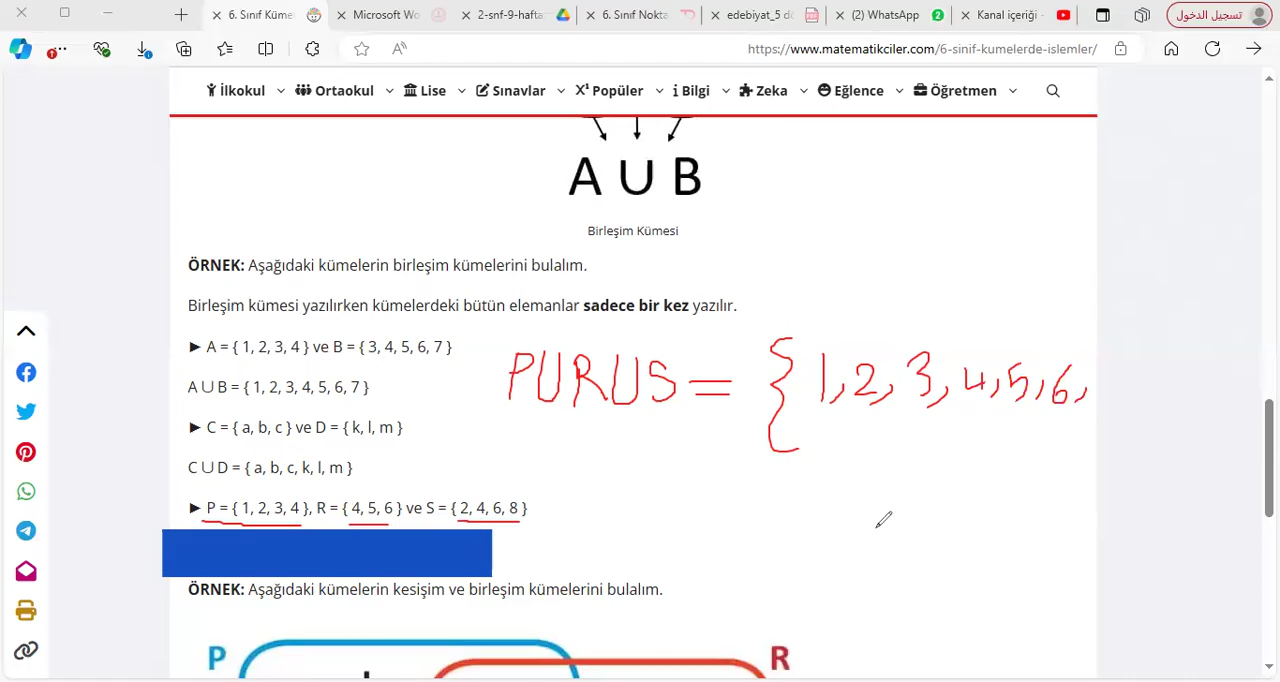 6. Sınıf Küme
Microsoft Wo
2-snf-9-hafta
6. Sınıf Nokta
edebiyat_5 d
(2) WhatsApp
2
Kanal içeriği -
تسجيل الدخول
https://www.matematikciler.com/6-sinif-kumelerde-islemler/
İlkokul
Ortaokul
Lise
Sınavlar
X¹ Popüler
i Bilgi
Zeka
Eğlence
Öğretmen
A ∪ B
Birleşim Kümesi
ÖRNEK: Aşağıdaki kümelerin birleşim kümelerini bulalım.
Birleşim kümesi yazılırken kümelerdeki bütün elemanlar sadece bir kez yazılır.
► A = { 1, 2, 3, 4 } ve B = { 3, 4, 5, 6, 7 }
PURUS = { 1, 2, 3, 4, 5, 6,
A ∪ B = { 1, 2, 3, 4, 5, 6, 7 }
► C = { a, b, c } ve D = { k, l, m }
C ∪ D = { a, b, c, k, l, m }
► P = { 1, 2, 3, 4 }, R = { 4, 5, 6 } ve S = { 2, 4, 6, 8 }
ÖRNEK: Aşağıdaki kümelerin kesişim ve birleşim kümelerini bulalım.
P
R